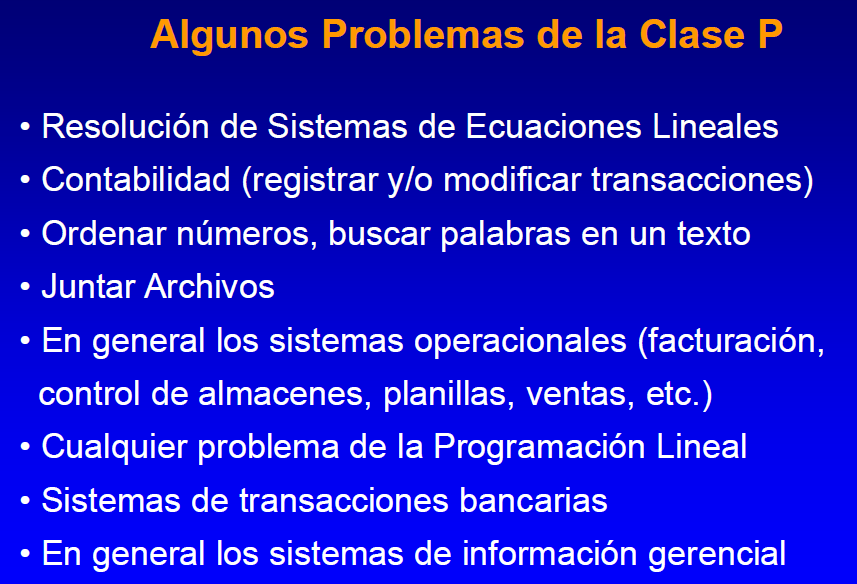 Algunos Problemas de la Clase P
• Resolución de Sistemas de Ecuaciones Lineales
• Contabilidad (registrar y/o modificar transacciones)
• Ordenar números, buscar palabras en un texto
• Juntar Archivos
• En general los sistemas operacionales (facturación,
control de almacenes, planillas, ventas, etc.)
• Cualquier problema de la Programación Lineal
• Sistemas de transacciones bancarias
• En general los sistemas de información gerencial